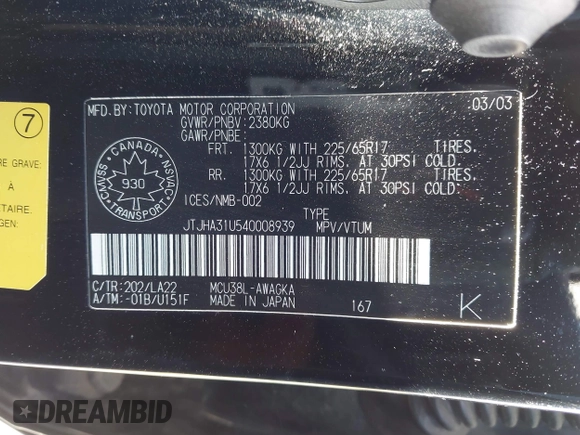 MFD.BY: TOYOTA MOTOR CORPORATION 03/03
GVWR/PNBV: 2380KG
GAWR/PNBE:
FRT. 1300KG WITH 225/65R17 TIRES.
17X6 1/2JJ RIMS. AT 30PSI COLD.
RR. 1300KG WITH 225/65R17 TIRES.
17X6 1/2JJ RIMS. AT 30PSI COLD.
ICES/NMB-002
TYPE
JTJHA31U540008939 MPV/VTUM
C/TR: 202/LA22 MCU38L-AWAGKA
A/TM: -01B/U151F MADE IN JAPAN 167 K
CANADA
CMVSS NSVAC
930
TRANSPORT
7
RE GRAVE:
À
TAIRE.
GEN:
DREAMBID